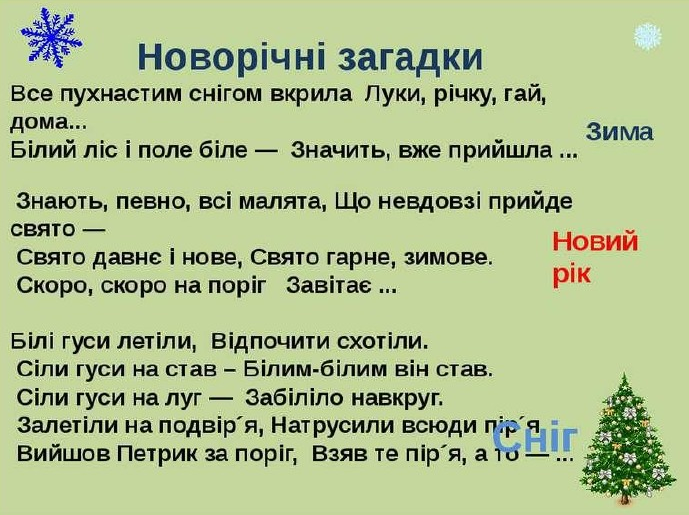 Новорічні загадки
Все пухнастим снігом вкрила  Луки, річку, гай,
дома...
Білий ліс і поле біле —  Значить, вже прийшла ...
Зима
Знають, певно, всі малята, Що невдовзі прийде
свято —
Свято давнє і нове, Свято гарне, зимове.
Скоро, скоро на поріг   Завітає ...
Новий
рік
Білі гуси летіли,  Відпочити схотіли.
Сіли гуси на став – Білим-білим він став.
Сіли гуси на луг —  Забіліло навкруг.
Залетіли на подвір´я, Натрусили всюди пір´я
Вийшов Петрик за поріг,  Взяв те пір´я, а то — ...
Сніг